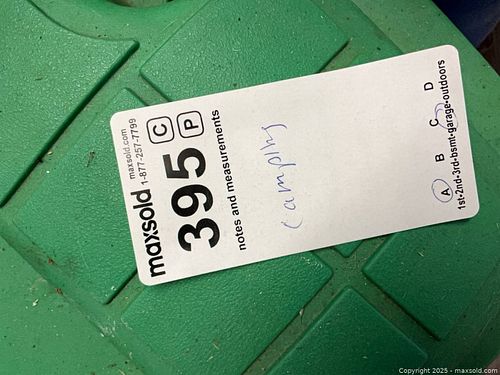 maxsold
maxsold.com
1-877-257-7799
395
C
P
notes and measurements
camping
A B C D
1st-2nd-3rd-bsmt-garage-outdoors
Copyright 2025 - maxsold.com